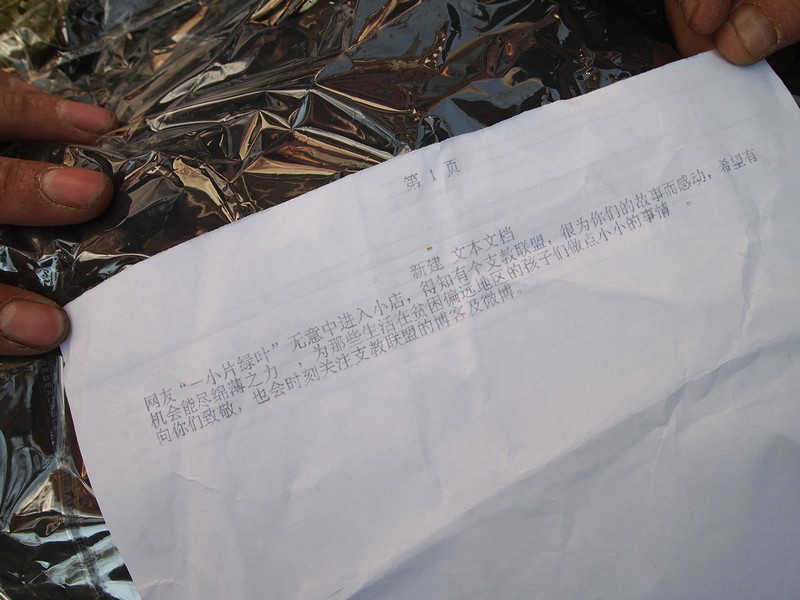 第 1 页
新建 文本文档
网友“一小片绿叶”无意中进入小店，得知有个支教联盟，很为你们的故事而感动，希望有
机会能尽绵薄之力 ，为那些生活在贫困偏远地区的孩子们做点小小的事情 。
向你们致敬，也会时刻关注支教联盟的博客及微博。